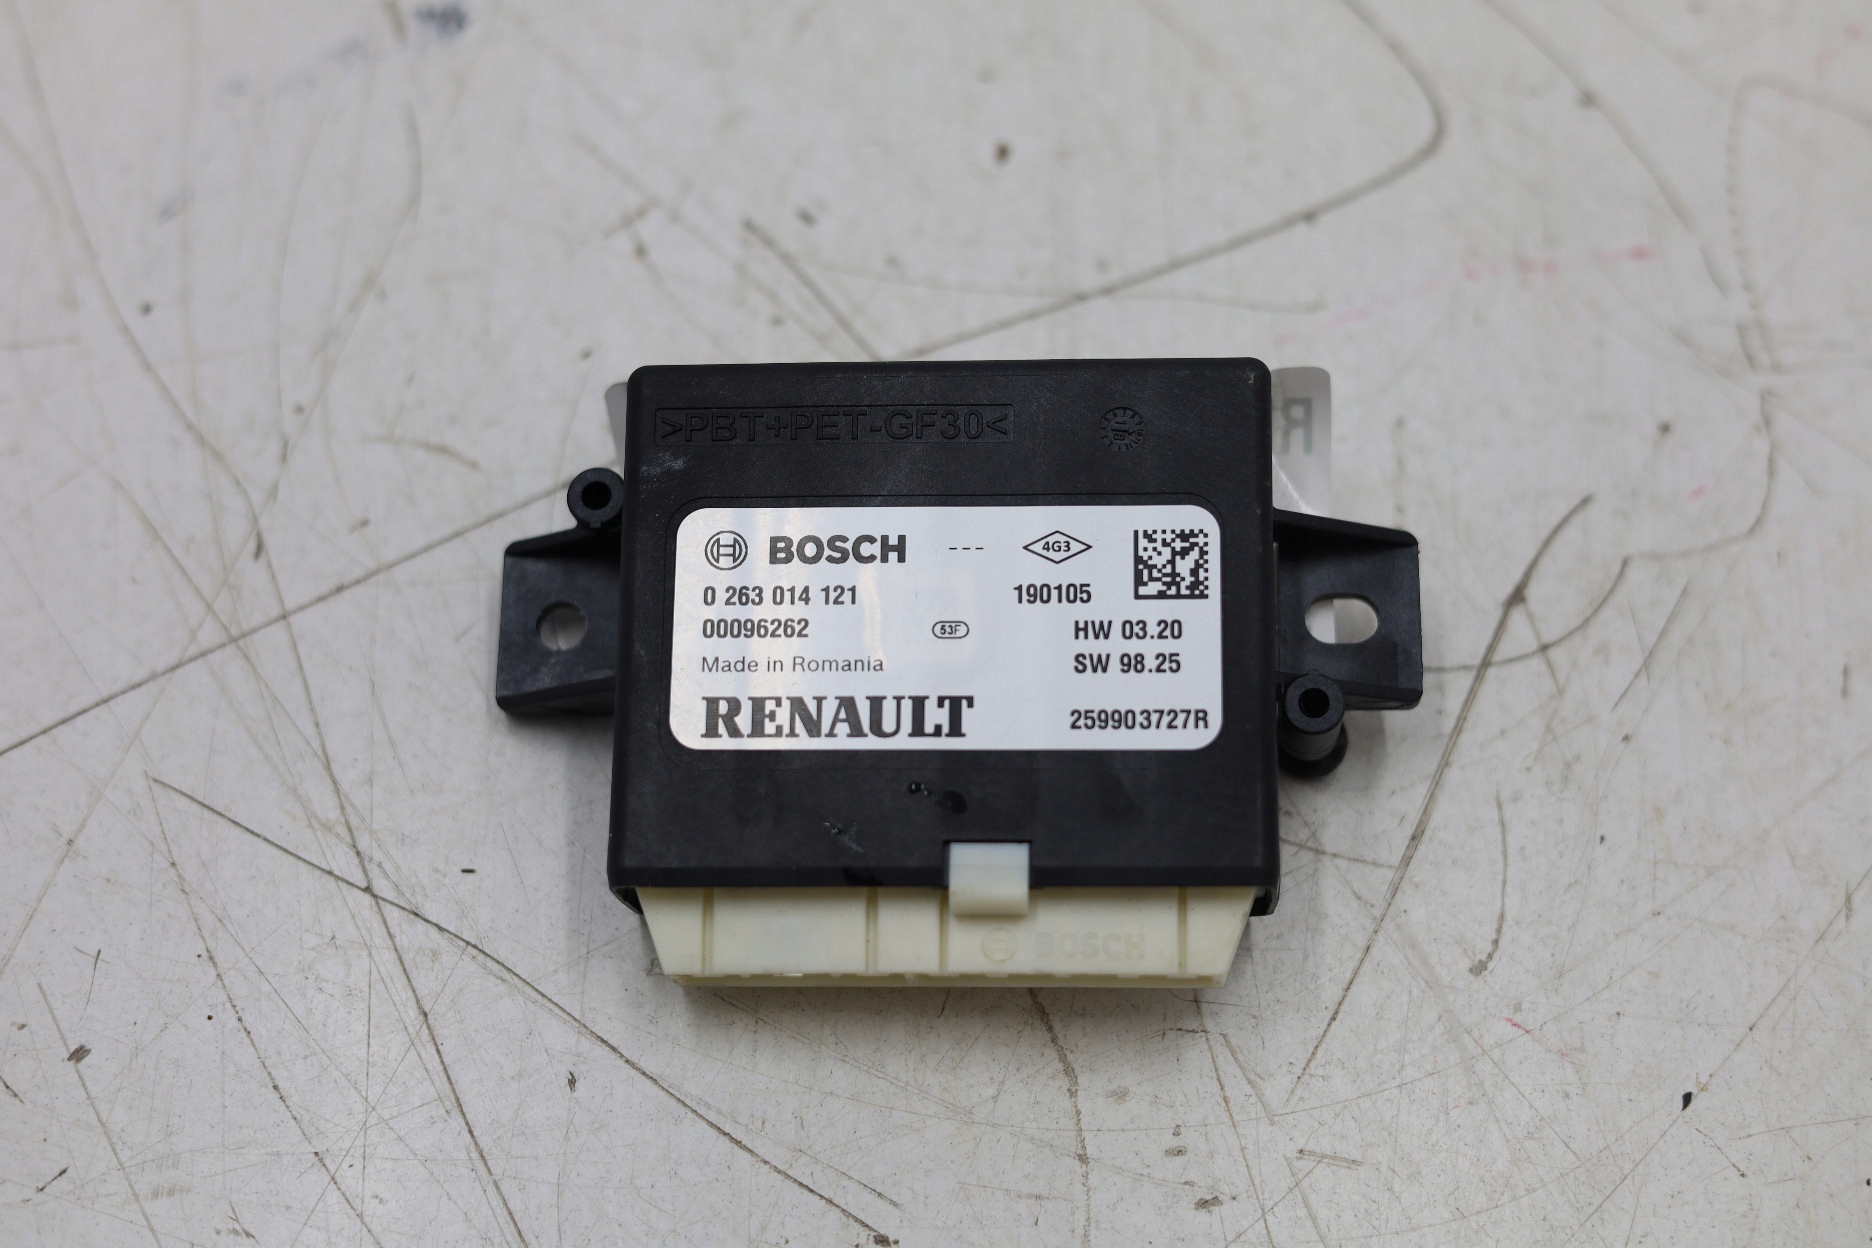 >PBT+PET-GF30<
R
BOSCH --- 4G3
0 263 014 121 190105
00096262 53F HW 03.20
Made in Romania SW 98.25
RENAULT 259903727R
BOSCH